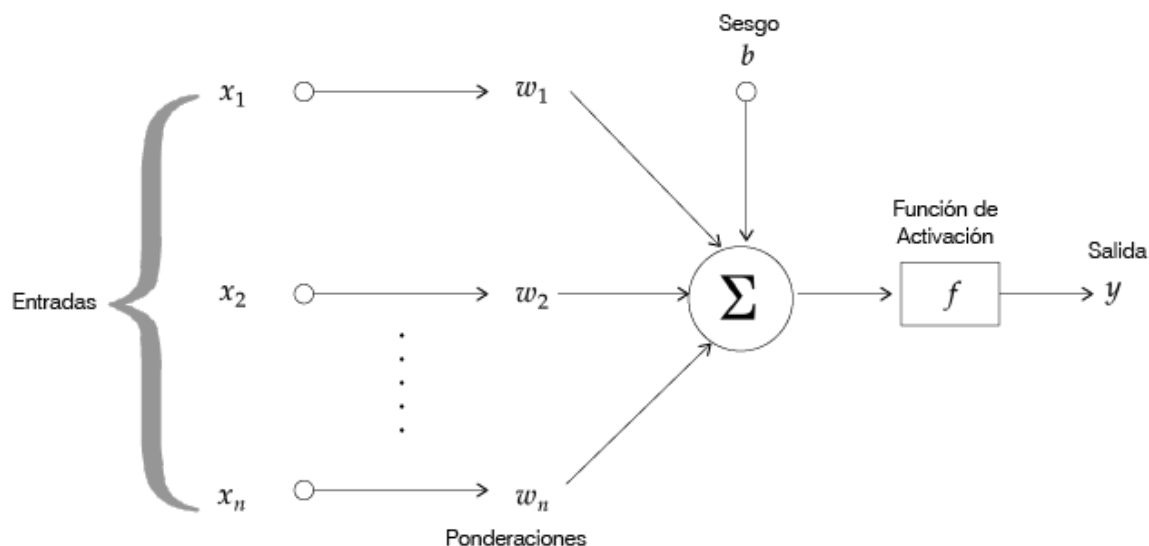 Sesgo
b
x₁ w₁
Función de
Activación
Salida
Entradas x₂ w₂ Σ f y
xₙ wₙ
Ponderaciones